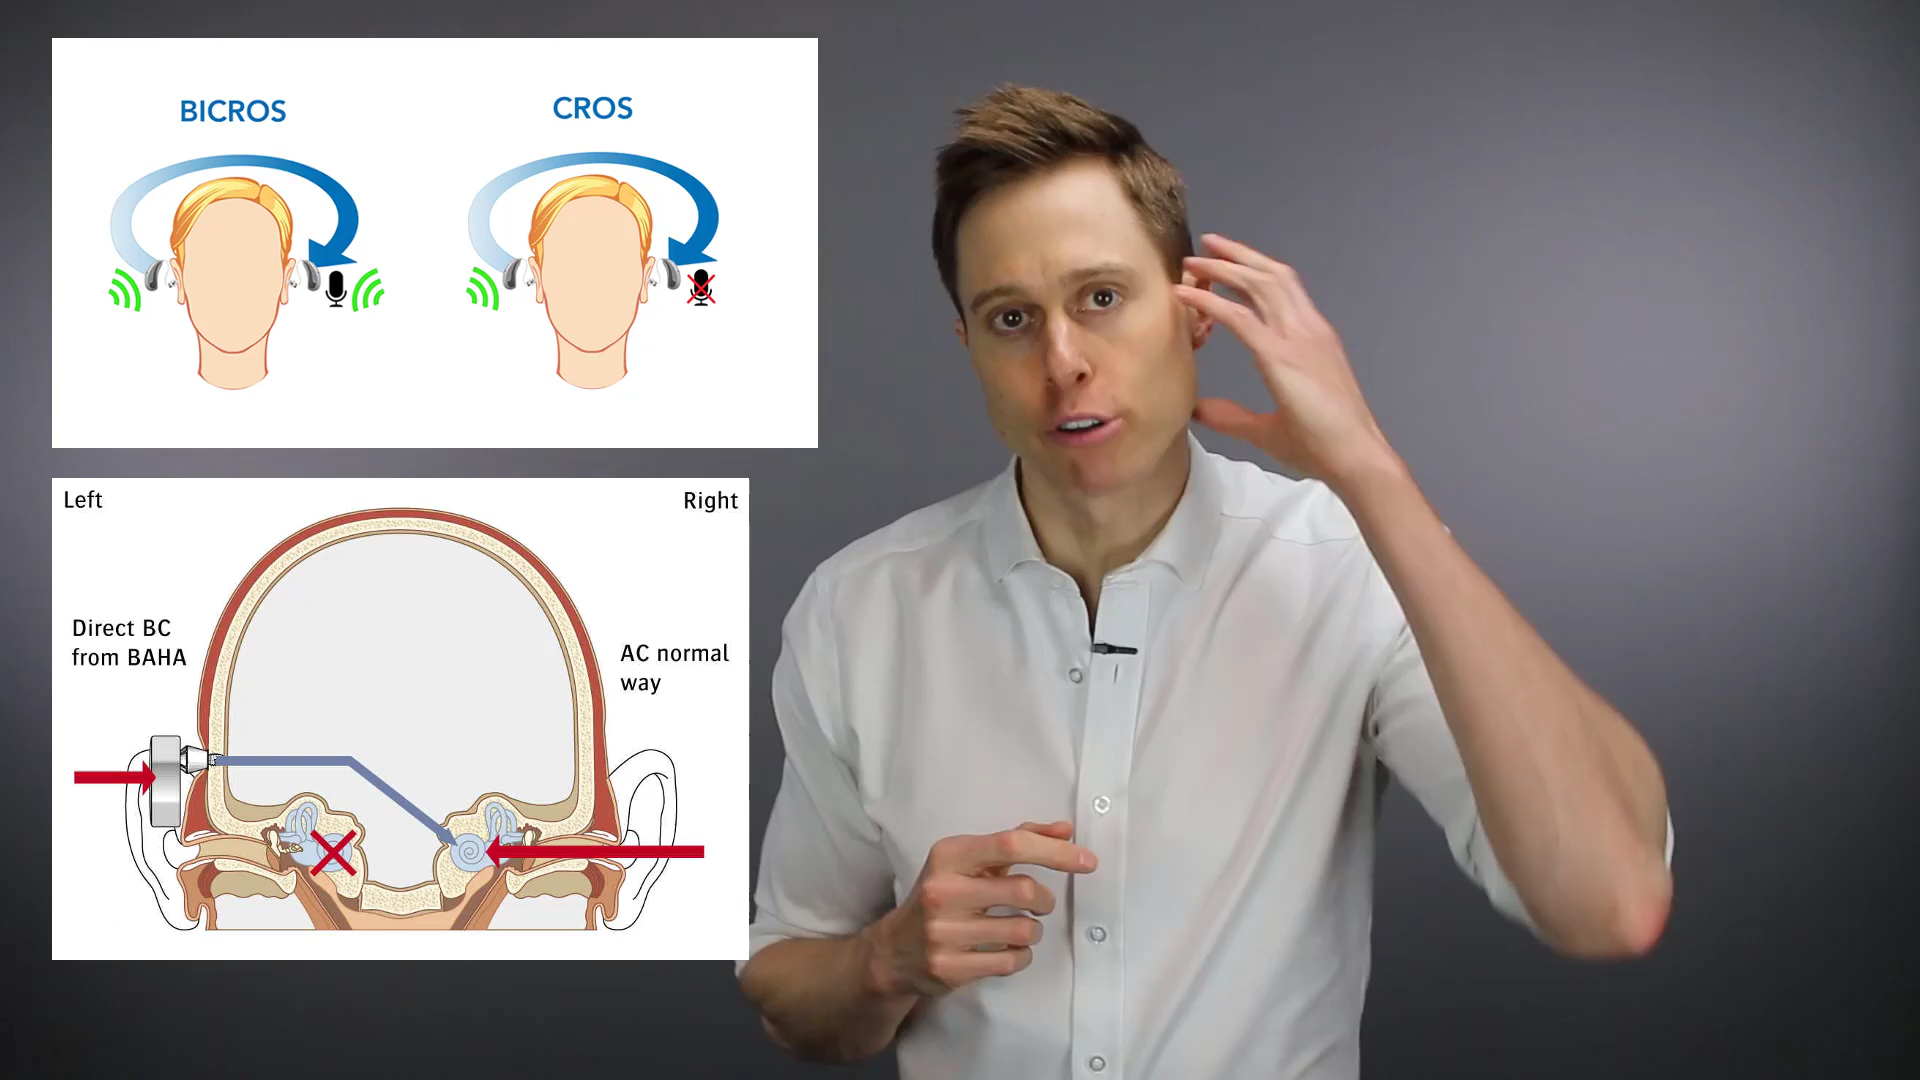 BICROS
CROS
Left
Right
Direct BC
from BAHA
AC normal
way